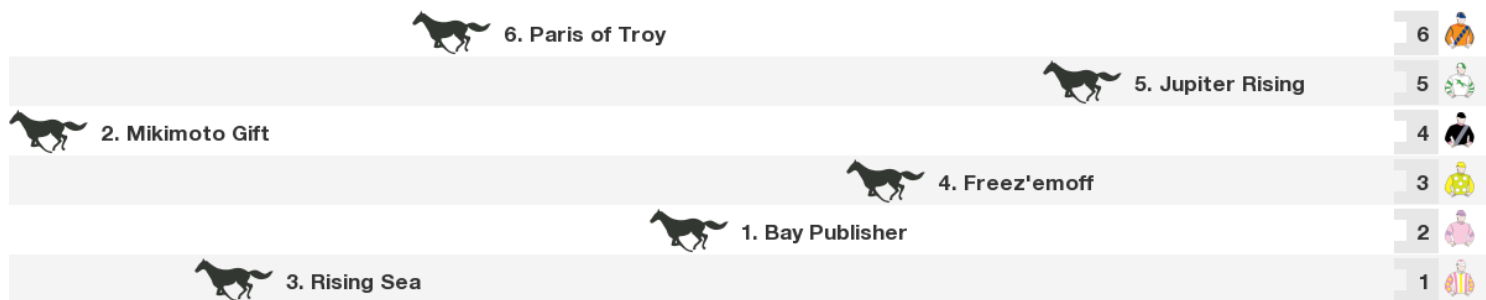 6. Paris of Troy 6
5. Jupiter Rising 5
2. Mikimoto Gift 4
4. Freez'emoff 3
1. Bay Publisher 2
3. Rising Sea 1